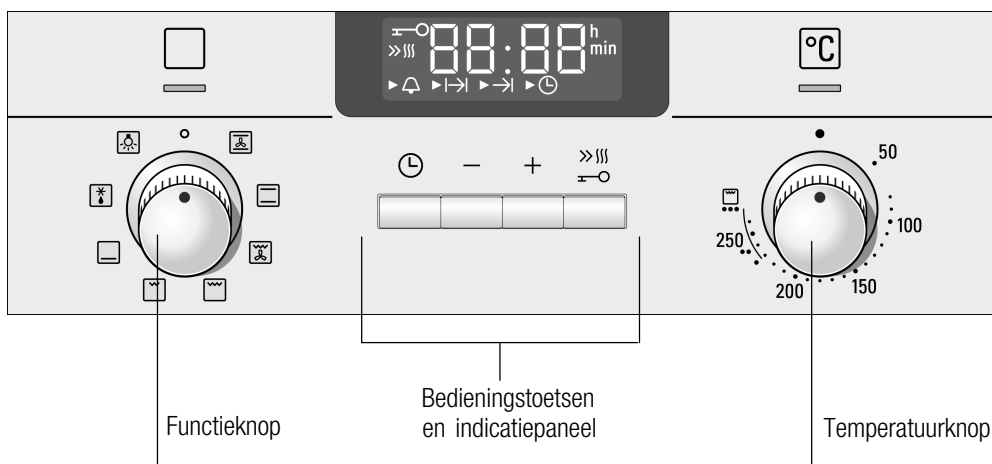 88:88 h
min
°C
50
100
150
200
250
− +
Functieknop
Bedieningstoetsen
en indicatiepaneel
Temperatuurknop